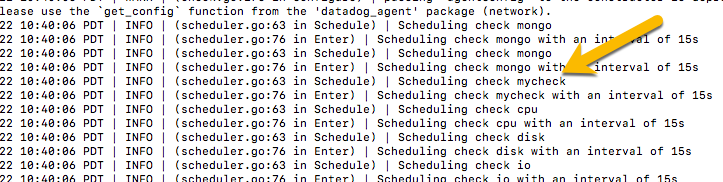 lease use the `get_config` function from the 'datadog_agent' package (network).
22 10:40:06 PDT | INFO | (scheduler.go:63 in Schedule) | Scheduling check mongo
22 10:40:06 PDT | INFO | (scheduler.go:76 in Enter) | Scheduling check mongo with an interval of 15s
22 10:40:06 PDT | INFO | (scheduler.go:63 in Schedule) | Scheduling check mongo
22 10:40:06 PDT | INFO | (scheduler.go:76 in Enter) | Scheduling check mongo with an interval of 15s
22 10:40:06 PDT | INFO | (scheduler.go:63 in Schedule) | Scheduling check mycheck
22 10:40:06 PDT | INFO | (scheduler.go:76 in Enter) | Scheduling check mycheck with an interval of 15s
22 10:40:06 PDT | INFO | (scheduler.go:63 in Schedule) | Scheduling check cpu
22 10:40:06 PDT | INFO | (scheduler.go:76 in Enter) | Scheduling check cpu with an interval of 15s
22 10:40:06 PDT | INFO | (scheduler.go:63 in Schedule) | Scheduling check disk
22 10:40:06 PDT | INFO | (scheduler.go:76 in Enter) | Scheduling check disk with an interval of 15s
22 10:40:06 PDT | INFO | (scheduler.go:63 in Schedule) | Scheduling check io
22 10:40:06 PDT | INFO | (scheduler.go:76 in Enter) | Scheduling check io with an interval of 15s